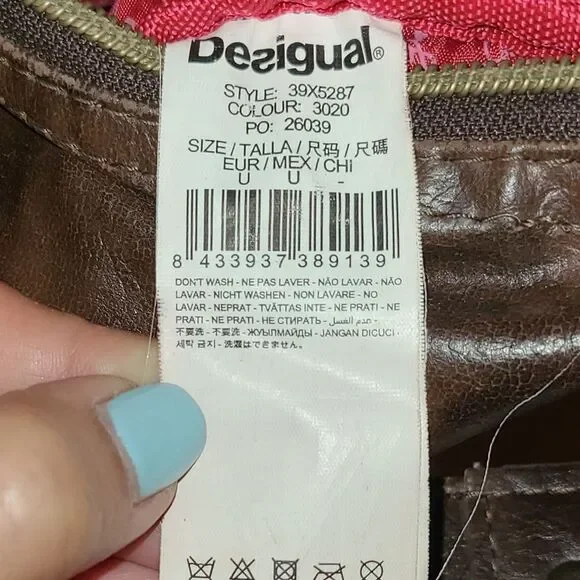 Desigual®
STYLE: 39X5287
COLOUR: 3020
PO: 26039
SIZE / TALLA / 尺码 / 尺碼
EUR / MEX / CHI
U U -
8 433937 389139
DON'T WASH - NE PAS LAVER - NÃO LAVAR - NÃO
LAVAR - NICHT WASHEN - NON LAVARE - NO
LAVAR - NEPRAT - TVÄTTAS INTE - NE PRATI - NE
PRATI - NE PRATI - НЕ СТИРАТЬ - عدم الغسل -
不要洗 - 不要洗 - ЖУЫЛМАЙДЫ - JANGAN DICUCI -
세탁 금지 - 洗濯はできません。